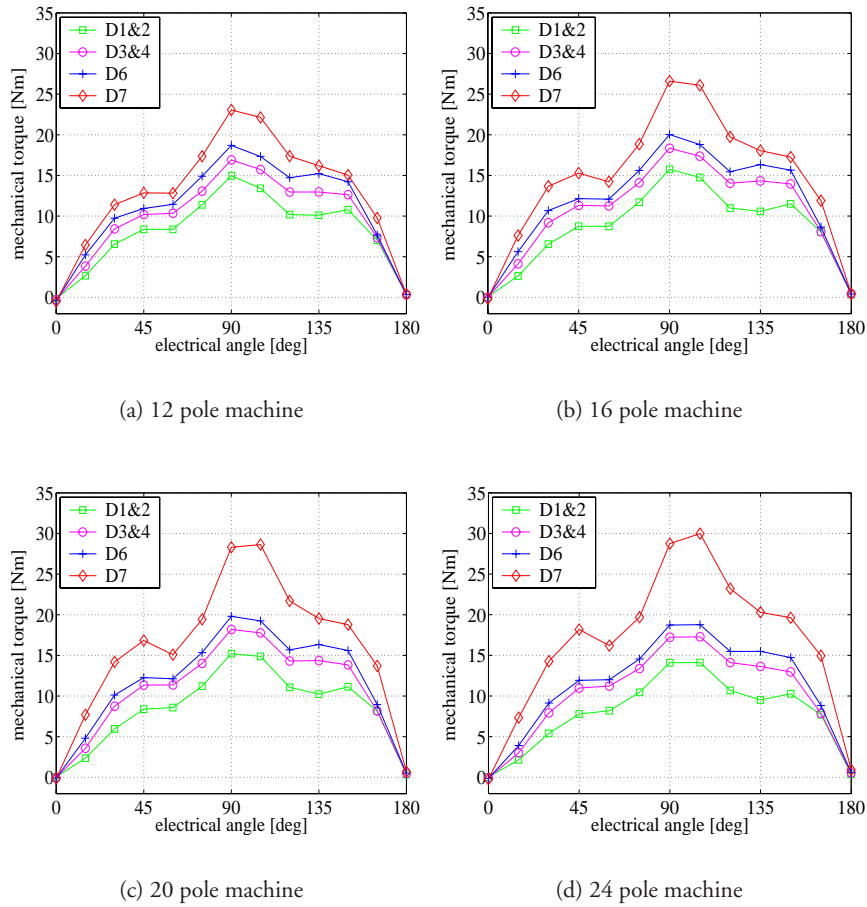 35
30
25
20
15
10
5
0
mechanical torque [Nm]
D1&2
D3&4
D6
D7
0 45 90 135 180
electrical angle [deg]
(a) 12 pole machine
35
30
25
20
15
10
5
0
mechanical torque [Nm]
D1&2
D3&4
D6
D7
0 45 90 135 180
electrical angle [deg]
(b) 16 pole machine
35
30
25
20
15
10
5
0
mechanical torque [Nm]
D1&2
D3&4
D6
D7
0 45 90 135 180
electrical angle [deg]
(c) 20 pole machine
35
30
25
20
15
10
5
0
mechanical torque [Nm]
D1&2
D3&4
D6
D7
0 45 90 135 180
electrical angle [deg]
(d) 24 pole machine